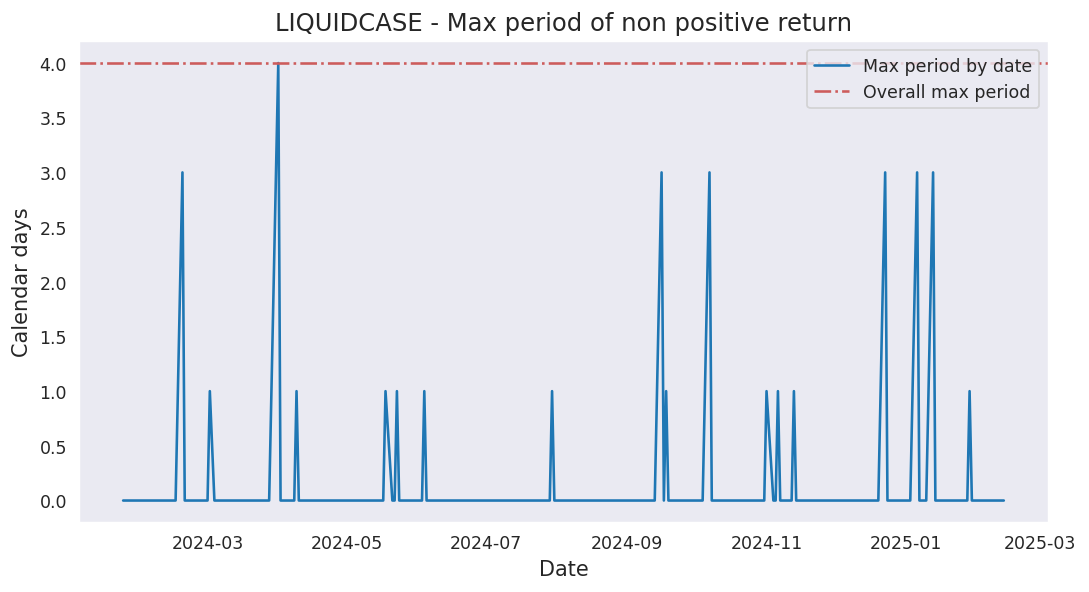 LIQUIDCASE - Max period of non positive return
Max period by date
Overall max period
Calendar days
4.0
3.5
3.0
2.5
2.0
1.5
1.0
0.5
0.0
2024-03 2024-05 2024-07 2024-09 2024-11 2025-01 2025-03
Date